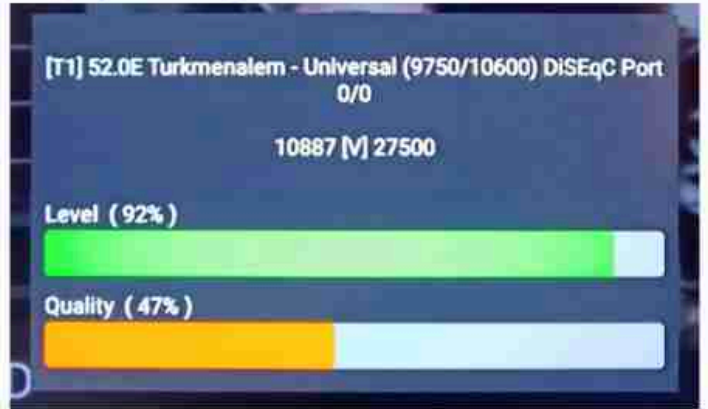 [T1] 52.0E Turkmenalem - Universal (9750/10600) DiSEqC Port
0/0
10887 [V] 27500
Level ( 92% )
Quality ( 47% )